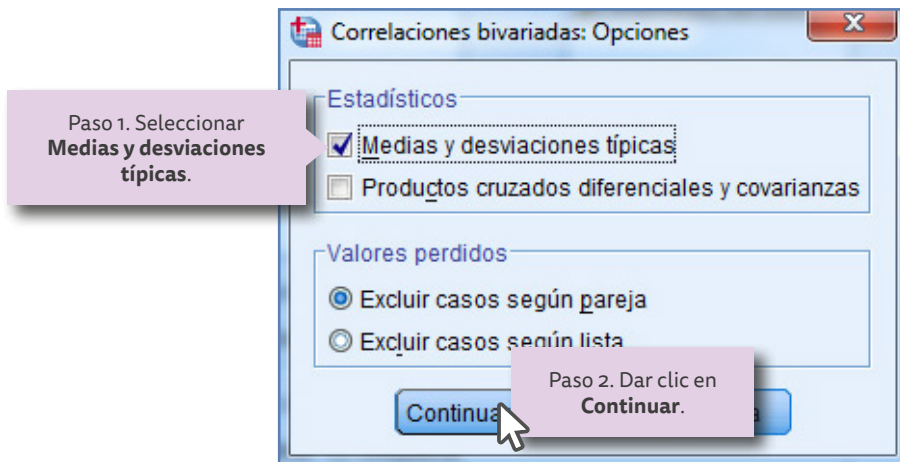 Correlaciones bivariadas: Opciones
Estadísticos
Paso 1. Seleccionar
Medias y desviaciones
típicas.
Medias y desviaciones típicas
Productos cruzados diferenciales y covarianzas
Valores perdidos
Excluir casos según pareja
Excluir casos según lista
Paso 2. Dar clic en
Continuar.
Continua